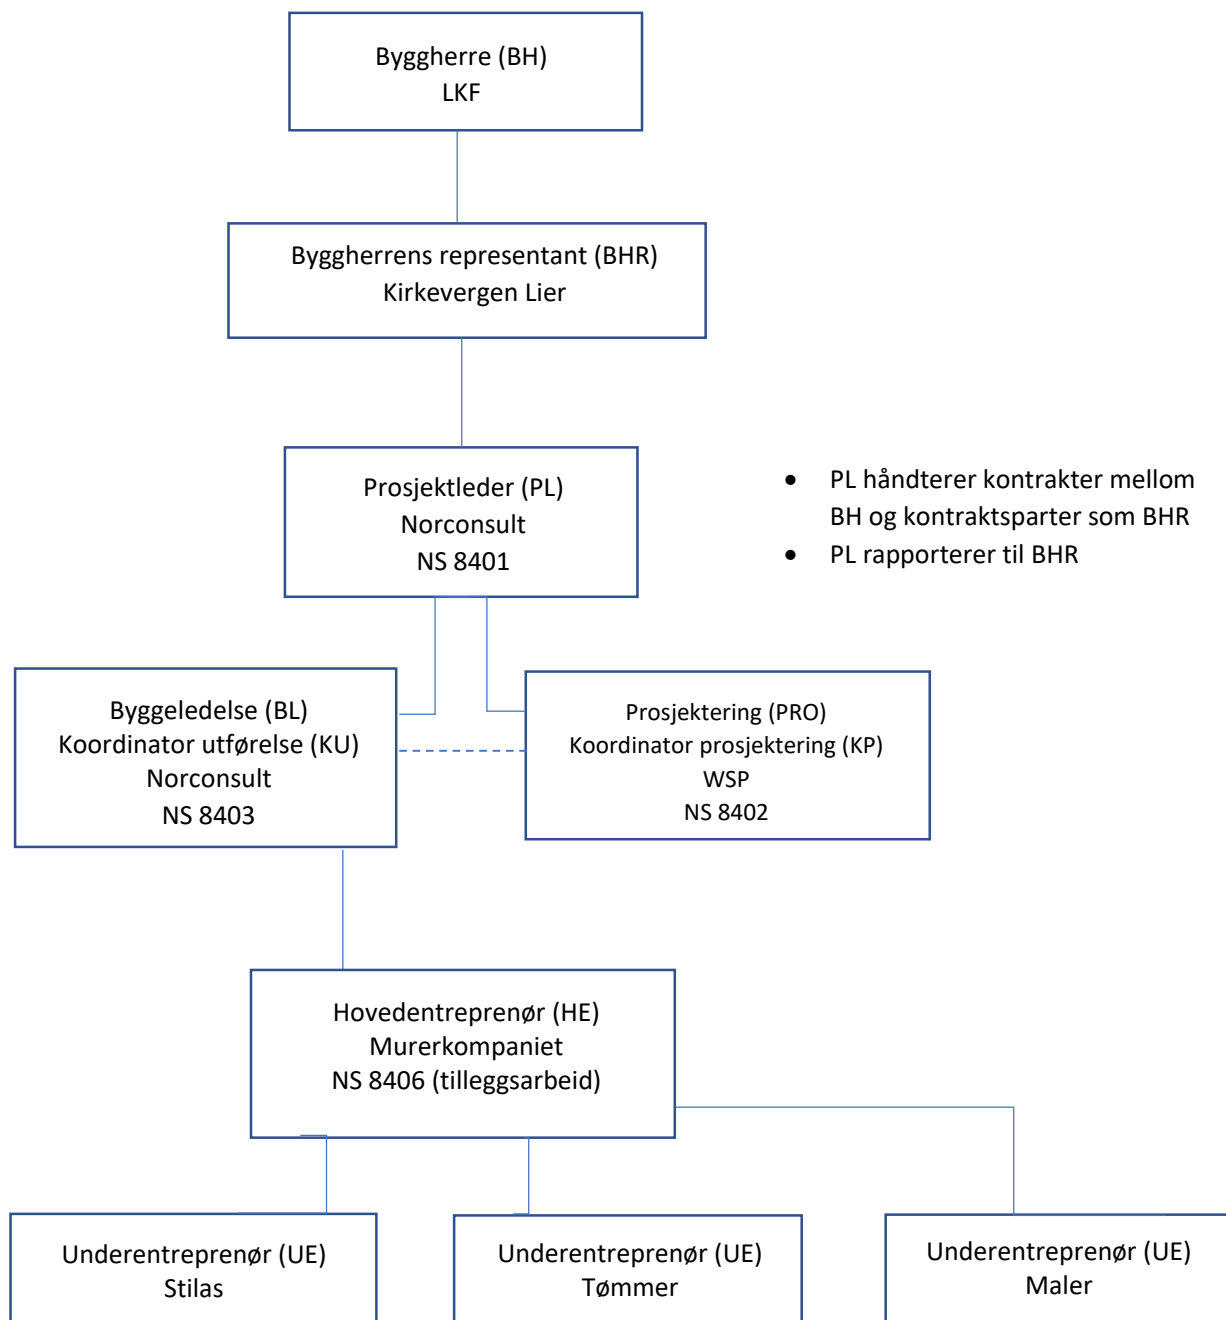 Byggherre (BH)
LKF
Byggherrens representant (BHR)
Kirkevergen Lier
Prosjektleder (PL)
Norconsult
NS 8401
• PL håndterer kontrakter mellom
BH og kontraktsparter som BHR
• PL rapporterer til BHR
Byggeledelse (BL)
Koordinator utførelse (KU)
Norconsult
NS 8403
Prosjektering (PRO)
Koordinator prosjektering (KP)
WSP
NS 8402
Hovedentreprenør (HE)
Murerkompaniet
NS 8406 (tilleggsarbeid)
Underentreprenør (UE)
Stilas
Underentreprenør (UE)
Tømmer
Underentreprenør (UE)
Maler